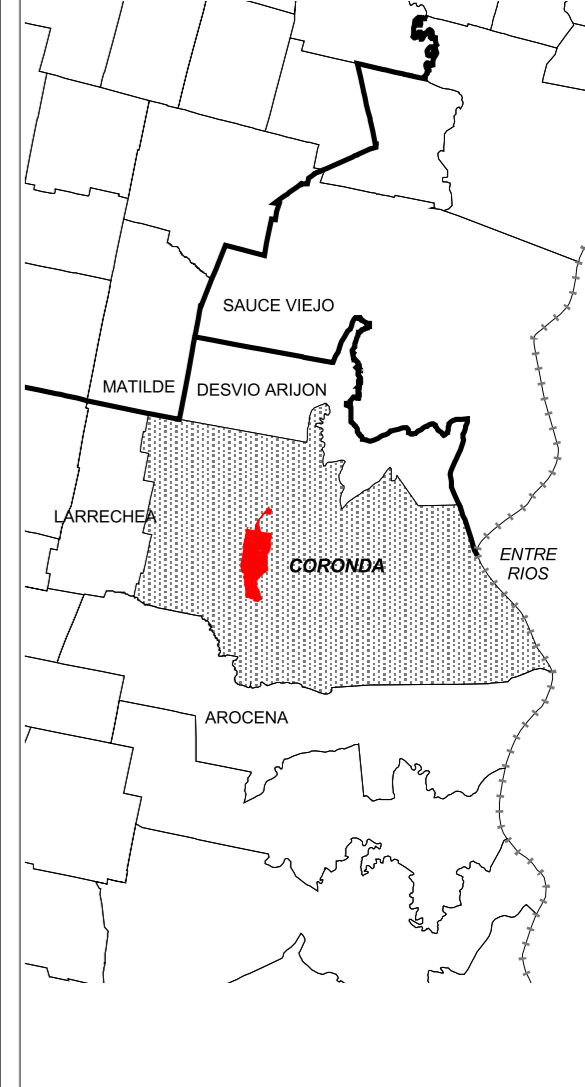 SAUCE VIEJO
MATILDE
DESVIO ARIJON
LARRECHEA
CORONDA
ENTRE
RIOS
AROCENA